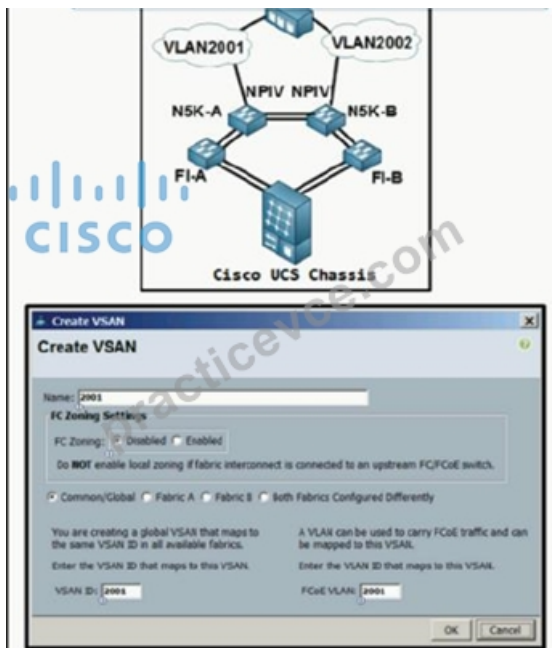 VLAN2001
VLAN2002
NPIV NPIV
N5K-A
N5K-B
FI-A
FI-B
CISCO
Cisco UCS Chassis
practicevce.com
Create VSAN
Create VSAN
Name: 2001
FC Zoning Settings
FC Zoning: Disabled Enabled
Do NOT enable local zoning if fabric interconnect is connected to an upstream FC/FCoE switch.
Common/Global Fabric A Fabric B Both Fabrics Configured Differently
You are creating a global VSAN that maps to
the same VSAN ID in all available fabrics.
Enter the VSAN ID that maps to this VSAN.
VSAN ID: 2001
A VLAN can be used to carry FCoE traffic and can
be mapped to this VSAN.
Enter the VLAN ID that maps to this VSAN.
FCoE VLAN: 2001
OK Cancel